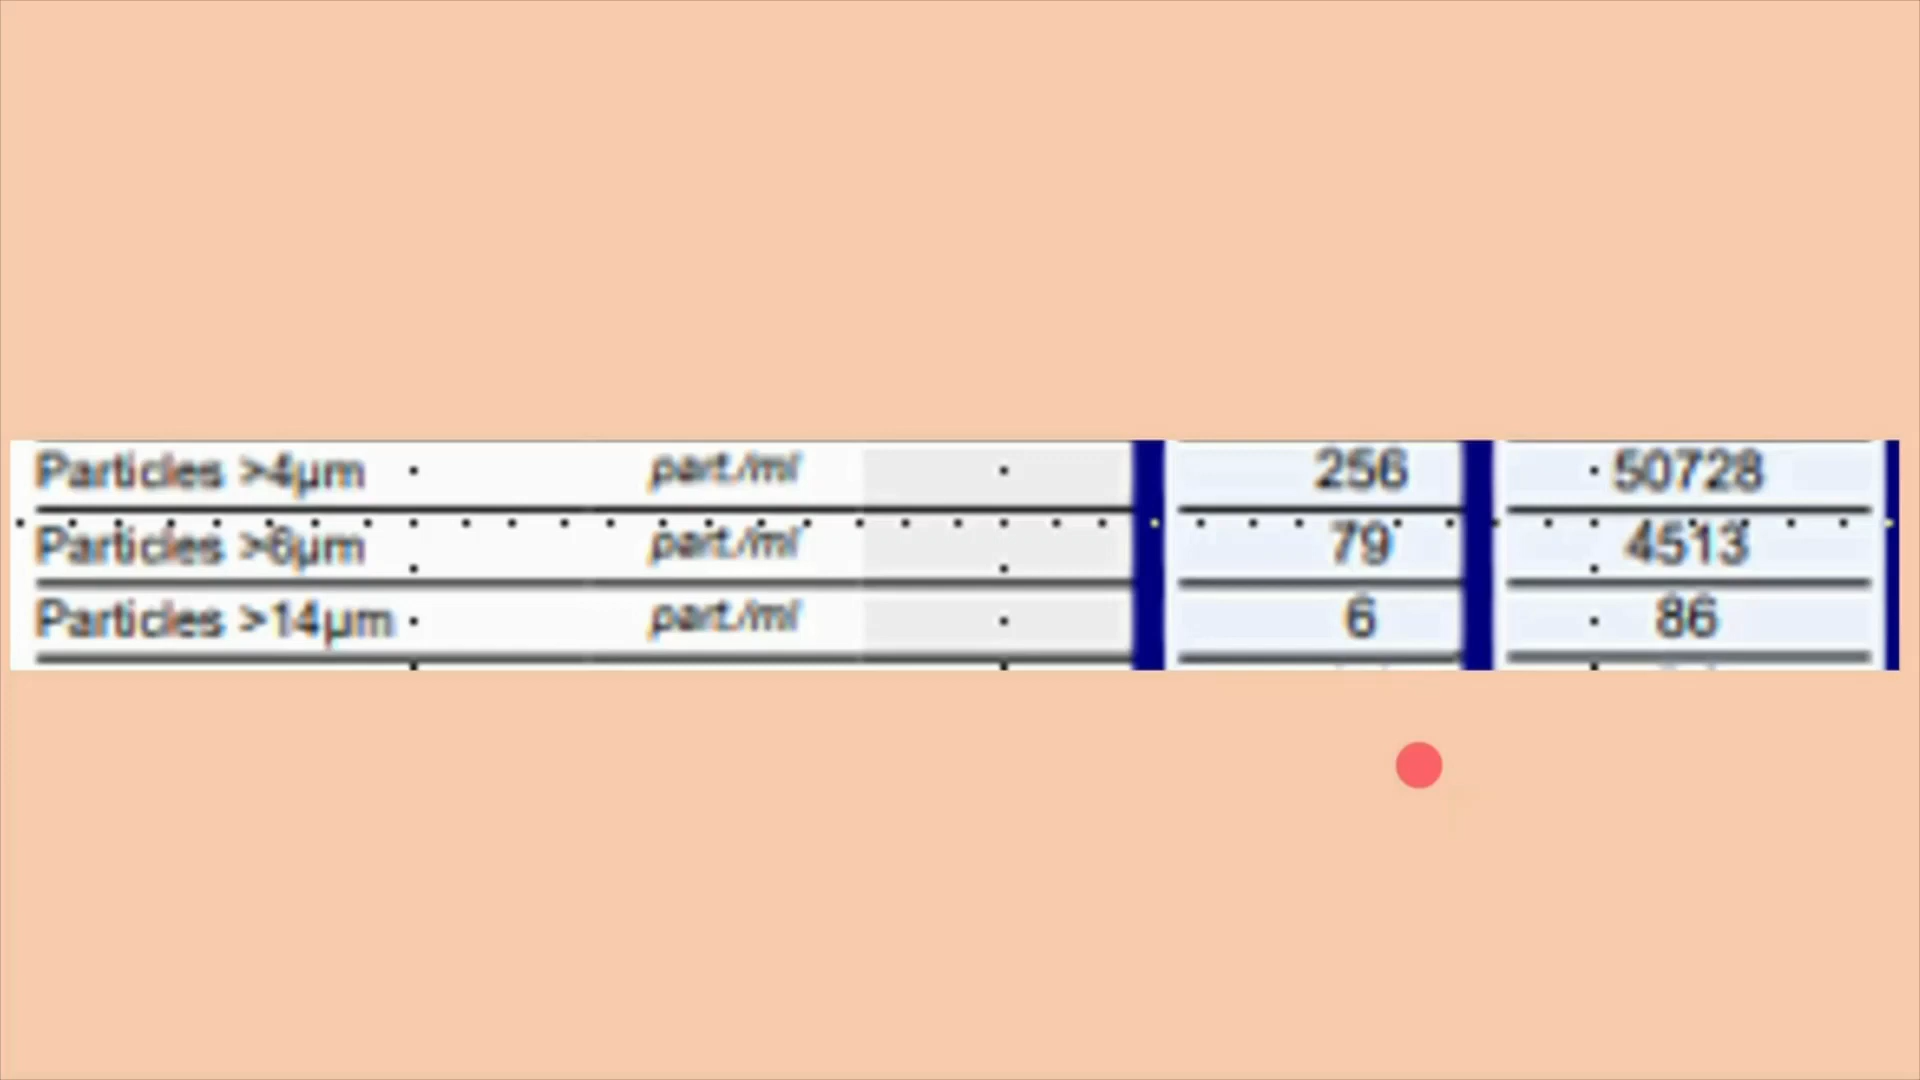 Particles >4µm part./ml 256 50728
Particles >6µm part./ml 79 4513
Particles >14µm part./ml 6 86